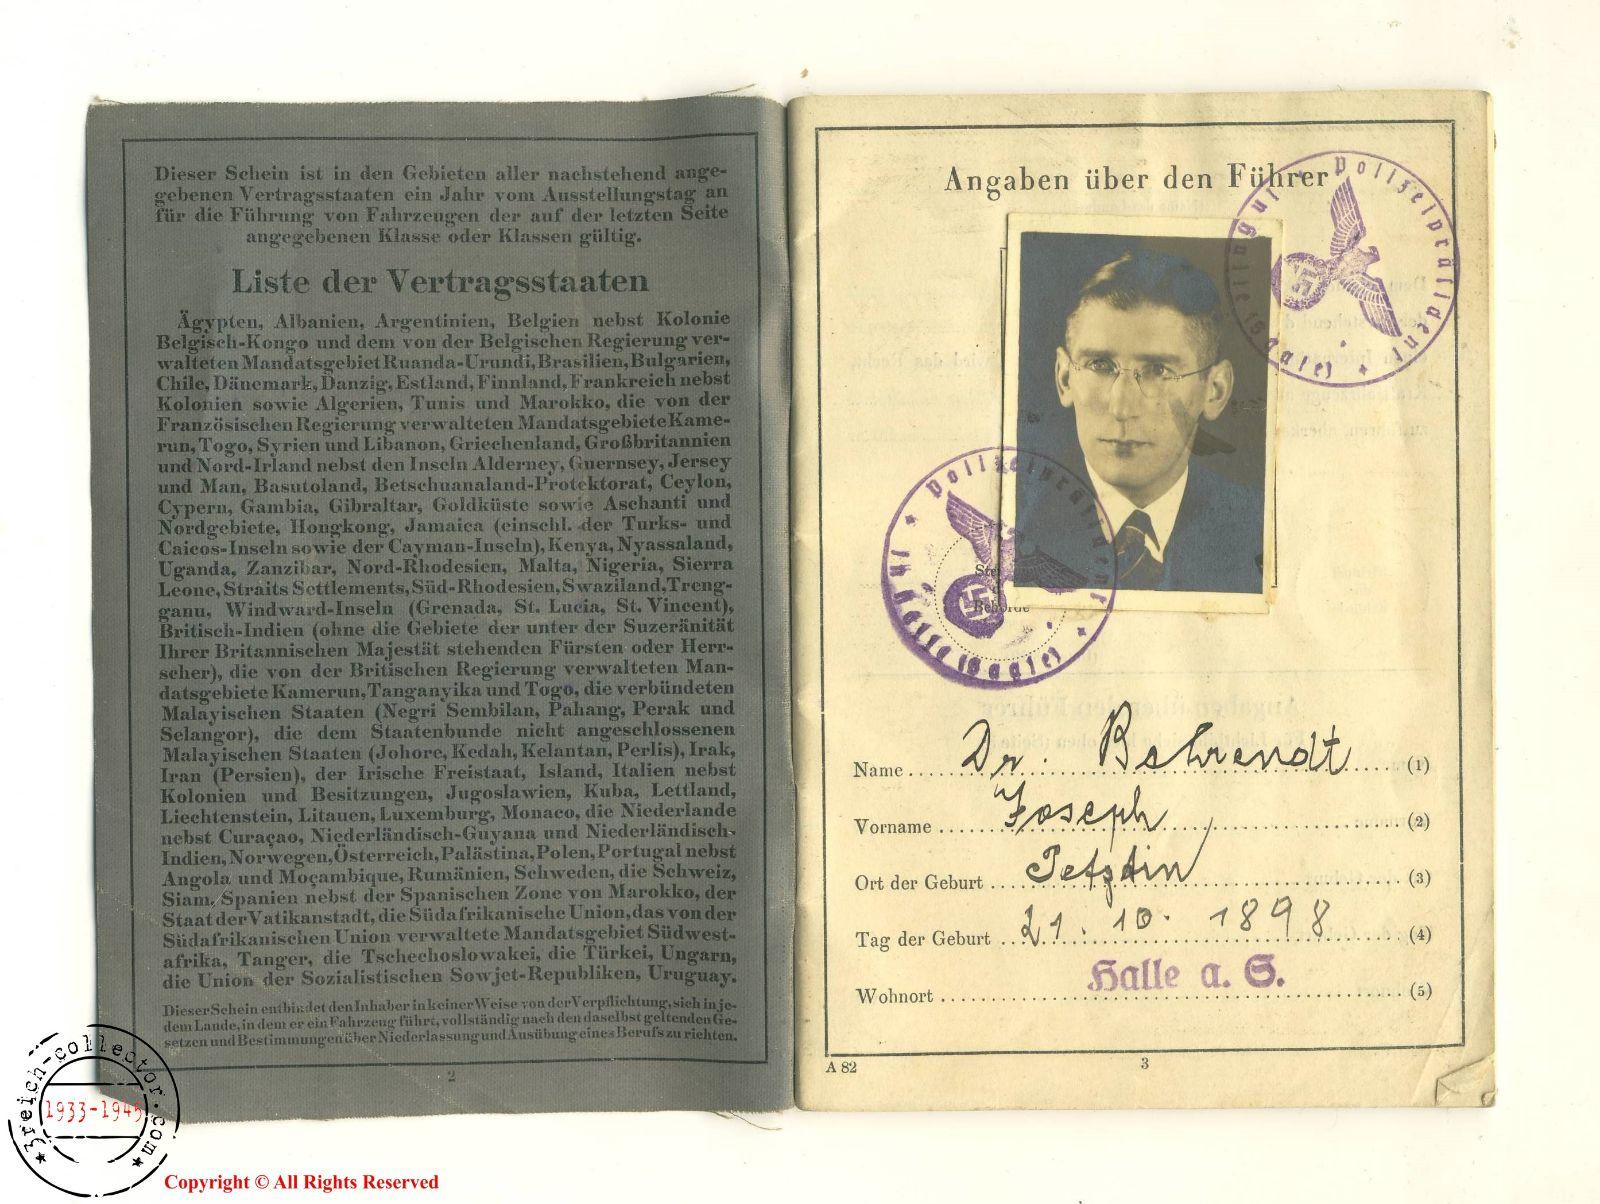 Dieser Schein ist in den Gebieten aller nachstehend ange-
gebenen Vertragsstaaten ein Jahr vom Ausstellungstag an
für die Führung von Fahrzeugen der auf der letzten Seite
angegebenen Klasse oder Klassen gültig.
Liste der Vertragsstaaten
Ägypten, Albanien, Argentinien, Belgien nebst Kolonie
Belgisch-Kongo und dem von der Belgischen Regierung ver-
walteten Mandatsgebiet Ruanda-Urundi, Brasilien, Bulgarien,
Chile, Dänemark, Danzig, Estland, Finnland, Frankreich nebst
Kolonien sowie Algerien, Tunis und Marokko, die von der
Französischen Regierung verwalteten Mandatsgebiete Kame-
run, Togo, Syrien und Libanon, Griechenland, Großbritannien
und Nord-Irland nebst den Inseln Alderney, Guernsey, Jersey
und Man, Basutoland, Betschuanaland-Protektorat, Ceylon,
Cypern, Gambia, Gibraltar, Goldküste sowie Aschanti und
Nordgebiete, Hongkong, Jamaica (einschl. der Turks- und
Caicos-Inseln sowie der Cayman-Inseln), Kenya, Nyassaland,
Uganda, Zanzibar, Nord-Rhodesien, Malta, Nigeria, Sierra
Leone, Straits Settlements, Süd-Rhodesien, Swaziland, Treng-
ganu, Windward-Inseln (Grenada, St. Lucia, St. Vincent),
Britisch-Indien (ohne die Gebiete der unter der Suzeränität
Ihrer Britannischen Majestät stehenden Fürsten oder Herr-
scher), die von der Britischen Regierung verwalteten Man-
datsgebiete Kamerun, Tanganyika und Togo, die verbündeten
Malayischen Staaten (Negri Sembilan, Pahang, Perak und
Selangor), die dem Staatenbunde nicht angeschlossenen
Malayischen Staaten (Johore, Kedah, Kelantan, Perlis), Irak,
Iran (Persien), der Irische Freistaat, Island, Italien nebst
Kolonien und Besitzungen, Jugoslawien, Kuba, Lettland,
Liechtenstein, Litauen, Luxemburg, Monaco, die Niederlande
nebst Curaçao, Niederländisch-Guyana und Niederländisch-
Indien, Norwegen, Österreich, Palästina, Polen, Portugal nebst
Angola und Moçambique, Rumänien, Schweden, die Schweiz,
Siam, Spanien nebst der Spanischen Zone von Marokko, der
Staat der Vatikanstadt, die Südafrikanische Union, das von der
Südafrikanischen Union verwaltete Mandatsgebiet Südwest-
afrika, Tanger, die Tschechoslowakei, die Türkei, Ungarn,
die Union der Sozialistischen Sowjet-Republiken, Uruguay.
Dieser Schein entbindet den Inhaber in keiner Weise von der Verpflichtung, sich in je-
dem Lande, in dem er ein Fahrzeug führt, vollständig nach den daselbst geltenden Ge-
setzen und Bestimmungen über Niederlassung und Ausübung eines Berufs zu richten.
2
Angaben über den Führer
Polizeipräsident
in Halle (Saale)
Polizeipräsident
in Halle (Saale)
Behörde
Name Dr. Behrendt (1)
Vorname Joseph (2)
Ort der Geburt (3)
Tag der Geburt 21. 10. 1898 (4)
Wohnort Halle a. S. (5)
A 82
3
3reich-collector.com
1933-1945
Copyright © All Rights Reserved